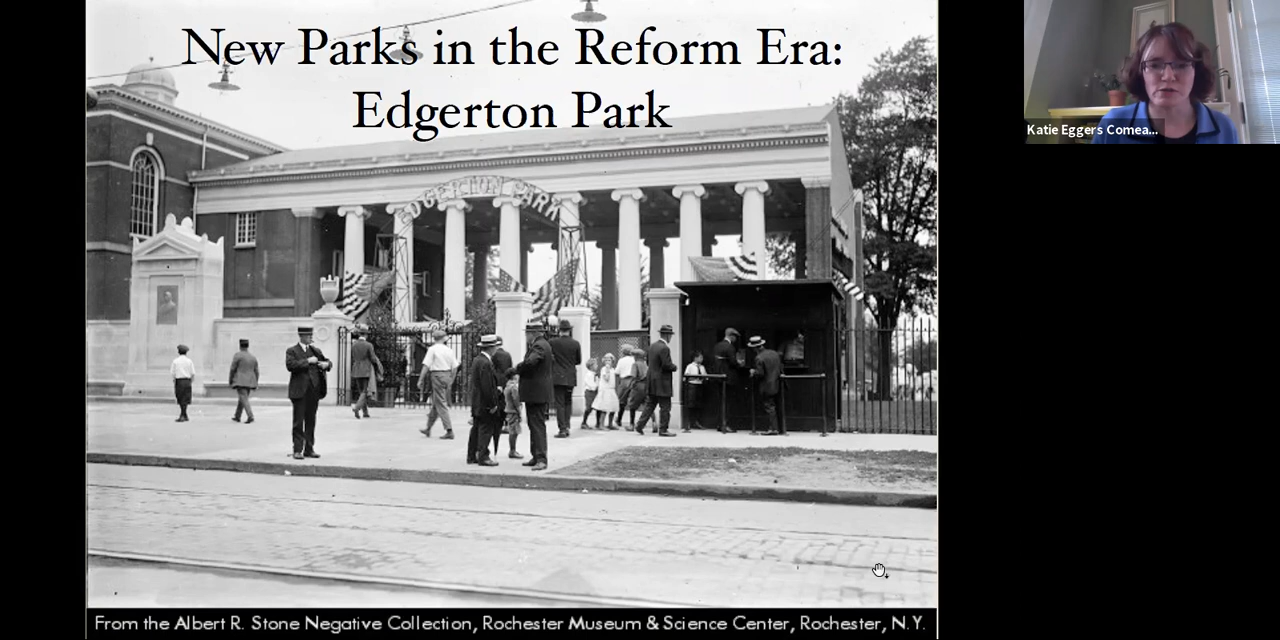 New Parks in the Reform Era:
Edgerton Park
EDGERTON PARK
Katie Eggers Comea...
From the Albert R. Stone Negative Collection, Rochester Museum & Science Center, Rochester, N.Y.